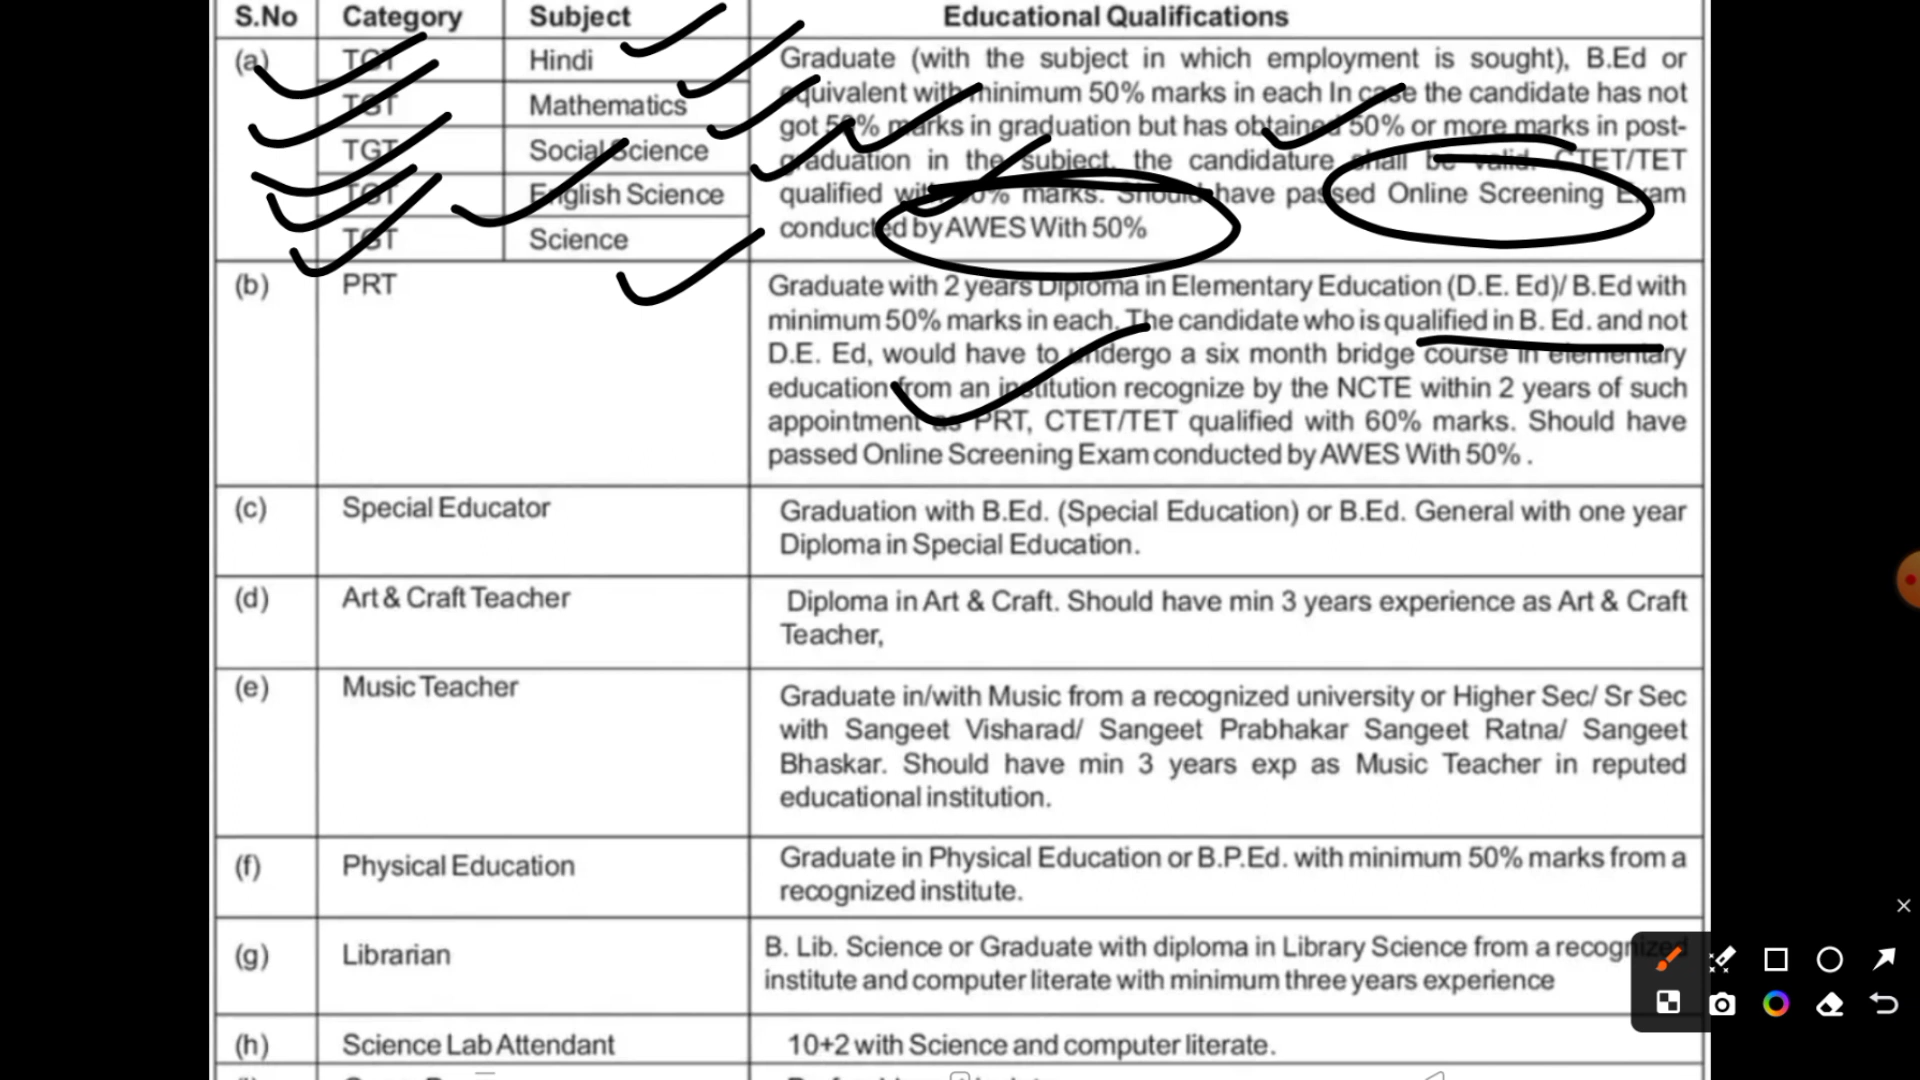 S.No Category Subject Educational Qualifications
(a) TGT Hindi
TGT Mathematics
TGT Social Science
TGT English Science
TGT Science
Graduate (with the subject in which employment is sought), B.Ed or
equivalent with minimum 50% marks in each In case the candidate has not
got 50% marks in graduation but has obtained 50% or more marks in post-
graduation in the subject, the candidature shall be valid. CTET/TET
qualified with 60% marks. Should have passed Online Screening Exam
conducted by AWES With 50%
(b) PRT
Graduate with 2 years Diploma in Elementary Education (D.E. Ed)/ B.Ed with
minimum 50% marks in each. The candidate who is qualified in B. Ed. and not
D.E. Ed, would have to undergo a six month bridge course in elementary
education from an institution recognize by the NCTE within 2 years of such
appointment as PRT, CTET/TET qualified with 60% marks. Should have
passed Online Screening Exam conducted by AWES With 50% .
(c) Special Educator
Graduation with B.Ed. (Special Education) or B.Ed. General with one year
Diploma in Special Education.
(d) Art & Craft Teacher
Diploma in Art & Craft. Should have min 3 years experience as Art & Craft
Teacher,
(e) Music Teacher
Graduate in/with Music from a recognized university or Higher Sec/ Sr Sec
with Sangeet Visharad/ Sangeet Prabhakar Sangeet Ratna/ Sangeet
Bhaskar. Should have min 3 years exp as Music Teacher in reputed
educational institution.
(f) Physical Education
Graduate in Physical Education or B.P.Ed. with minimum 50% marks from a
recognized institute.
(g) Librarian
B. Lib. Science or Graduate with diploma in Library Science from a recognized
institute and computer literate with minimum three years experience
(h) Science Lab Attendant 10+2 with Science and computer literate.